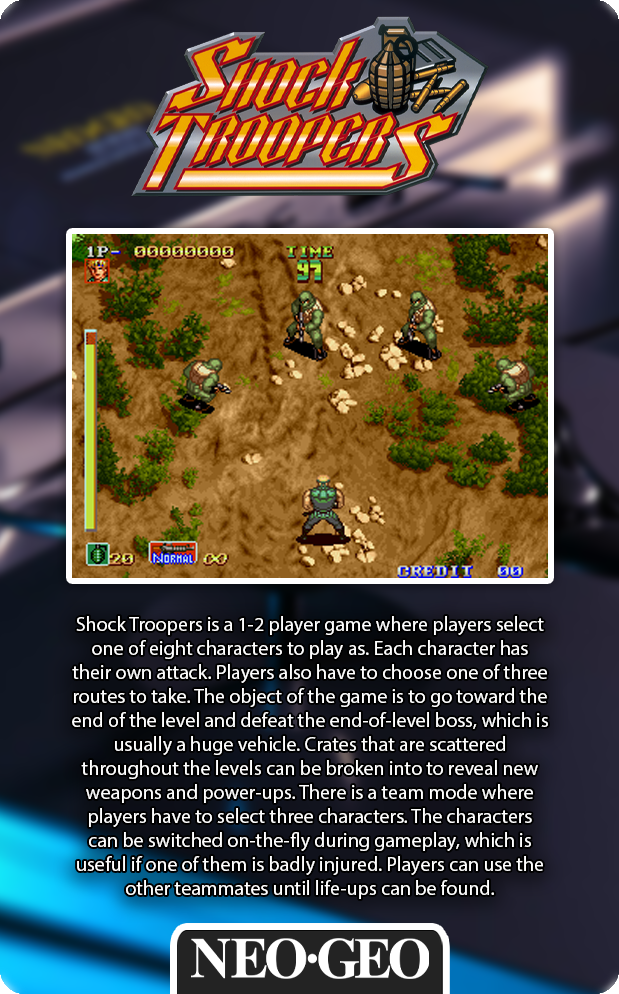 SHOCK
TROOPERS
1P- 00000000
TIME
97
20 NORMAL ∞
CREDIT 00
Shock Troopers is a 1-2 player game where players select
one of eight characters to play as. Each character has
their own attack. Players also have to choose one of three
routes to take. The object of the game is to go toward the
end of the level and defeat the end-of-level boss, which is
usually a huge vehicle. Crates that are scattered
throughout the levels can be broken into to reveal new
weapons and power-ups. There is a team mode where
players have to select three characters. The characters
can be switched on-the-fly during gameplay, which is
useful if one of them is badly injured. Players can use the
other teammates until life-ups can be found.
NEO•GEO